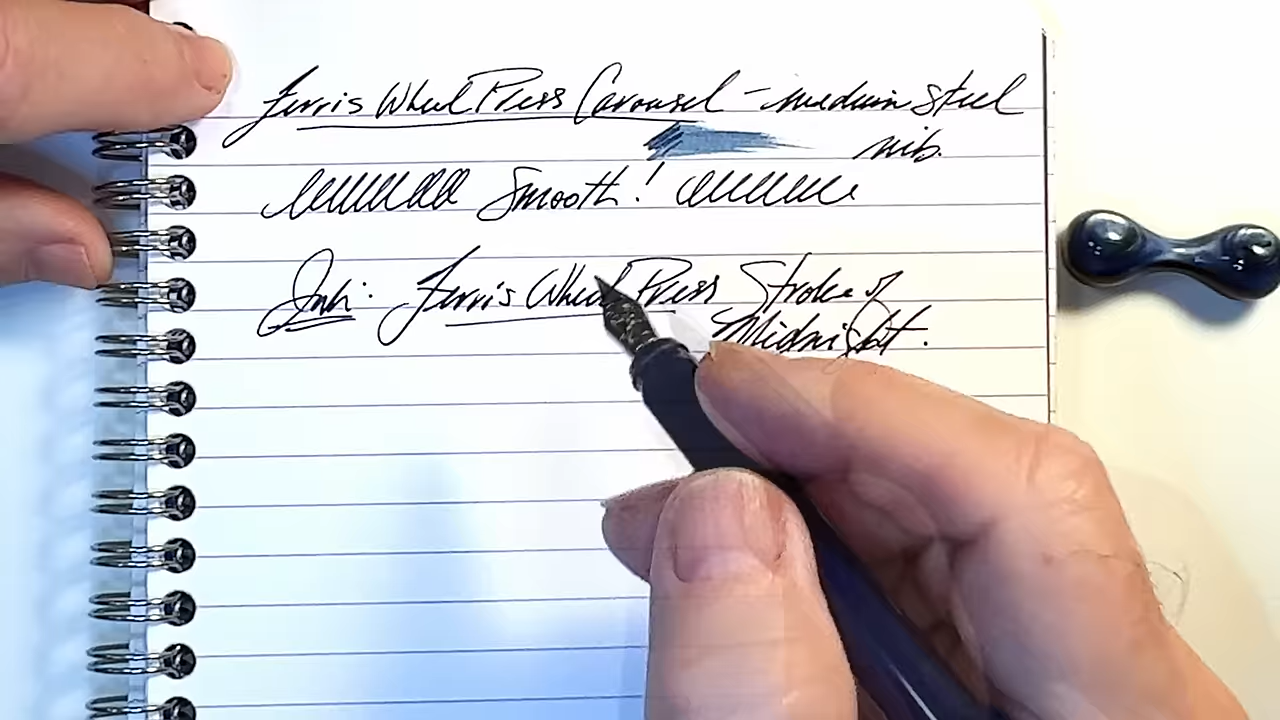 Ferris Wheel Press Carousel - medium steel
nib.
Smooth!
Ink: Ferris Wheel Press Stroke of
Midnight.